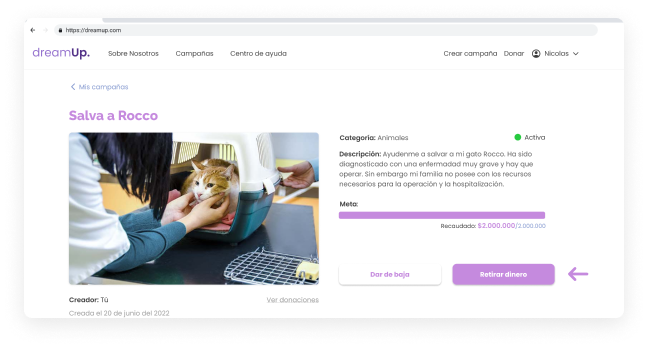 https://dreamup.com
dreamUp.
Sobre Nosotros
Campañas
Centro de ayuda
Crear campaña
Donar
Nicolas
Mis campañas
Salva a Rocco
Categoría: Animales
Activa
Descripción: Ayudenme a salvar a mi gato Rocco. Ha sido
diagnosticado con una enfermadad muy grave y hay que
operar. Sin embargo mi familia no posee con los recursos
necesarios para la operación y la hospitalización.
Meta:
Recaudado: $2.000.000/2.000.000
Dar de baja
Retirar dinero
Creador: Tú
Ver donaciones
Creada el 20 de junio del 2022